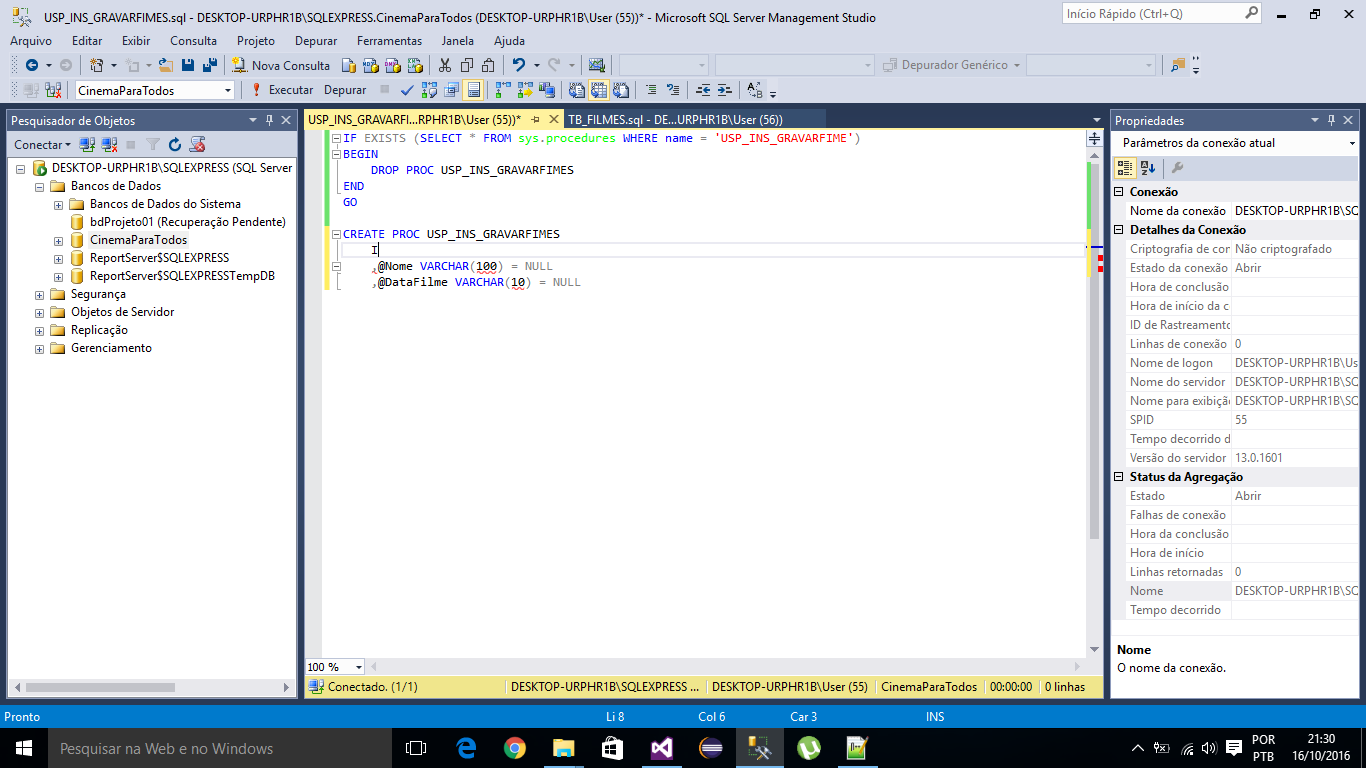 USP_INS_GRAVARFIMES.sql - DESKTOP-URPHR1B\SQLEXPRESS.CinemaParaTodos (DESKTOP-URPHR1B\User (55))* - Microsoft SQL Server Management Studio
Início Rápido (Ctrl+Q)
Arquivo Editar Exibir Consulta Projeto Depurar Ferramentas Janela Ajuda
Nova Consulta
Depurador Genérico
CinemaParaTodos
Executar Depurar
Pesquisador de Objetos
Conectar
DESKTOP-URPHR1B\SQLEXPRESS (SQL Server
Bancos de Dados
Bancos de Dados do Sistema
bdProjeto01 (Recuperação Pendente)
CinemaParaTodos
ReportServer$SQLEXPRESS
ReportServer$SQLEXPRESSTempDB
Segurança
Objetos de Servidor
Replicação
Gerenciamento
USP_INS_GRAVARFI...RPHR1B\User (55))*
TB_FILMES.sql - DE...URPHR1B\User (56))
IF EXISTS (SELECT * FROM sys.procedures WHERE name = 'USP_INS_GRAVARFIME')
BEGIN
DROP PROC USP_INS_GRAVARFIMES
END
GO
CREATE PROC USP_INS_GRAVARFIMES
,@Nome VARCHAR(100) = NULL
,@DataFilme VARCHAR(10) = NULL
100 %
Conectado. (1/1)
DESKTOP-URPHR1B\SQLEXPRESS ...
DESKTOP-URPHR1B\User (55)
CinemaParaTodos
00:00:00
0 linhas
Propriedades
Parâmetros da conexão atual
Conexão
Nome da conexão DESKTOP-URPHR1B\SQ
Detalhes da Conexão
Criptografia de con Não criptografado
Estado da conexão Abrir
Hora de conclusão
Hora de início da c
ID de Rastreamento
Linhas de conexão 0
Nome de logon DESKTOP-URPHR1B\Us
Nome do servidor DESKTOP-URPHR1B\SQ
Nome para exibiçã DESKTOP-URPHR1B\SQ
SPID 55
Tempo decorrido d
Versão do servidor 13.0.1601
Status da Agregação
Estado Abrir
Falhas de conexão
Hora da conclusão
Hora de início
Linhas retornadas 0
Nome DESKTOP-URPHR1B\SQ
Tempo decorrido
Nome
O nome da conexão.
Pronto
Li 8
Col 6
Car 3
INS
Pesquisar na Web e no Windows
POR
PTB
21:30
16/10/2016